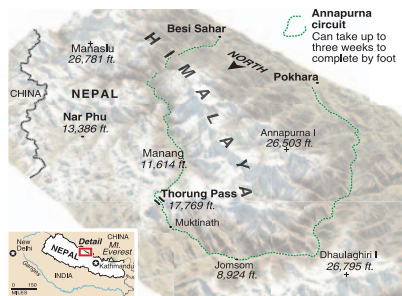 Annapurna
circuit
Can take up to
three weeks to
complete by foot
Besi Sahar
HIMALAYA
NORTH
Manaslu
26,781 ft.
Pokhara
CHINA
NEPAL
Nar Phu
13,386 ft.
Annapurna I
26,503 ft.
Manang
11,614 ft.
Thorung Pass
17,769 ft.
Muktinath
Jomsom
8,924 ft.
Dhaulaghiri I
26,795 ft.
New
Delhi
Detail
CHINA
Mt.
Everest
NEPAL
Kathmandu
Ganges
INDIA
0 150
MILES